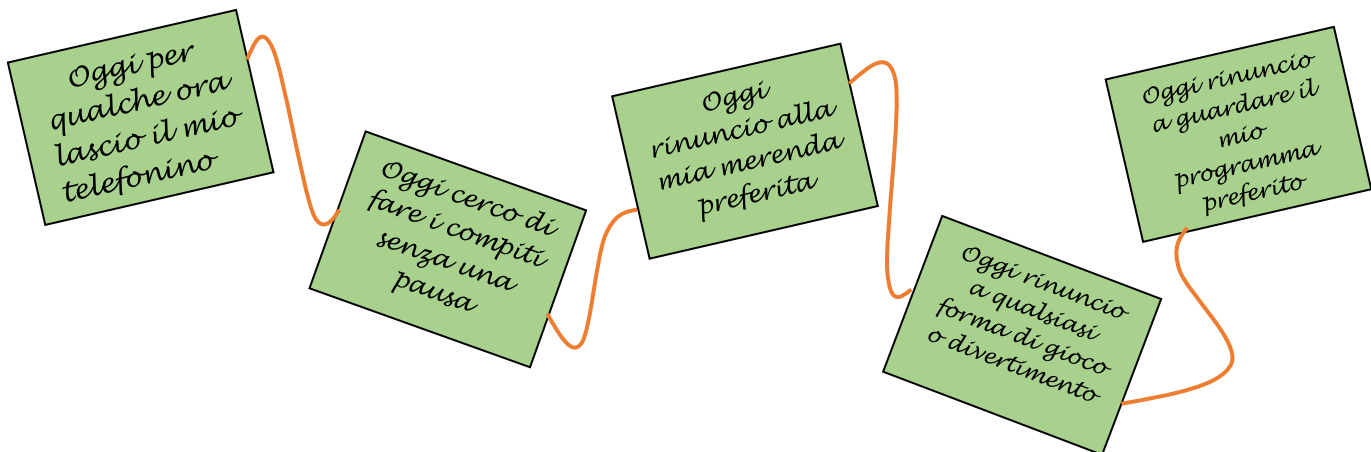 Oggi per
qualche ora
lascio il mio
telefonino
Oggi cerco di
fare i compiti
senza una
pausa
Oggi
rinuncio alla
mia merenda
preferita
Oggi rinuncio
a qualsiasi
forma di gioco
o divertimento
Oggi rinuncio
a guardare il
mio
programma
preferito